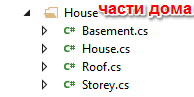 House части дома
C# Basement.cs
C# House.cs
C# Roof.cs
C# Storey.cs